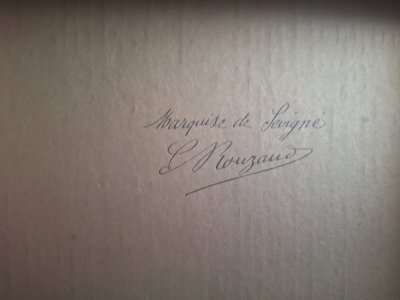 Marquise de Sévigné
C Rouzaud